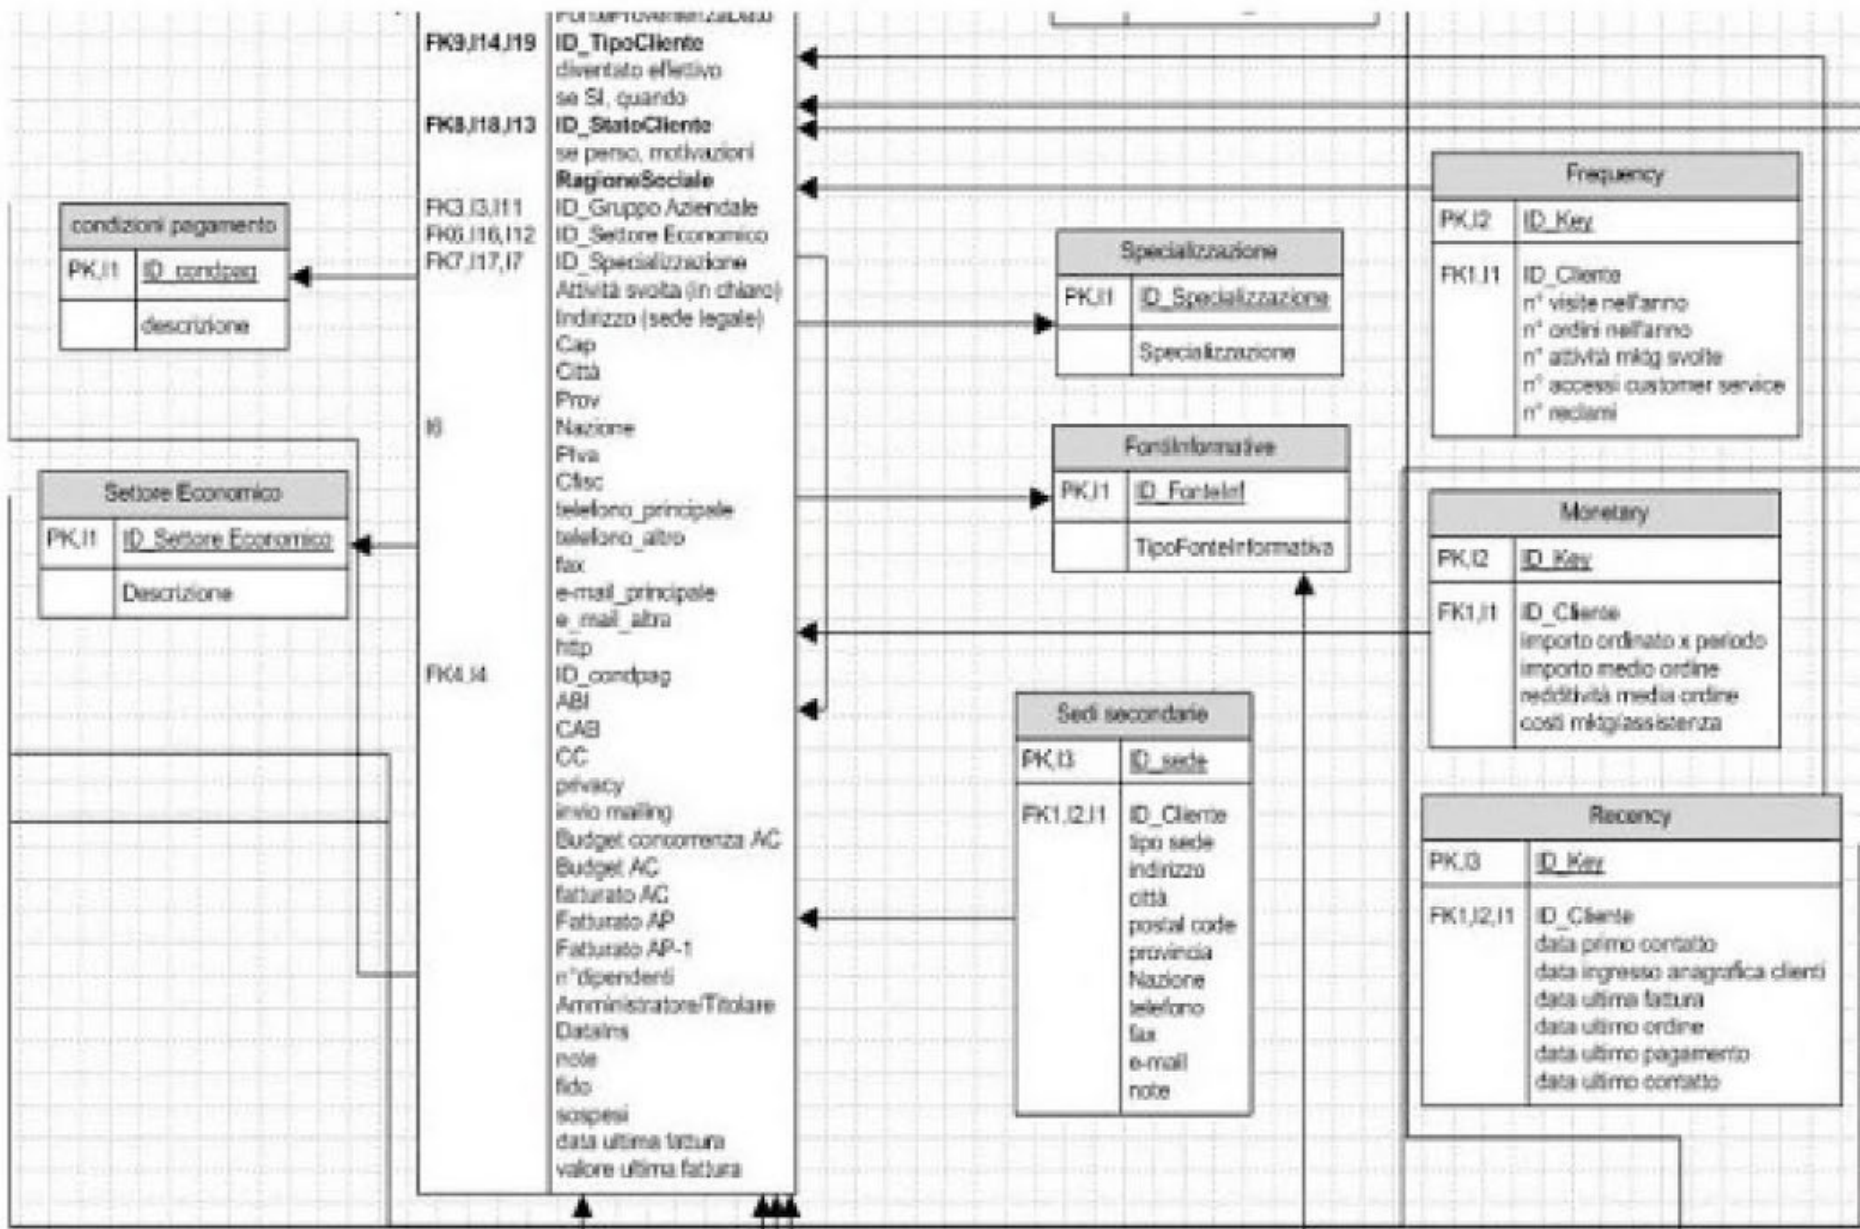 FK9,I14,I19 ID_TipoCliente
diventato effettivo
se SI, quando
FK8,I18,I13 ID_StatoCliente
se perso, motivazioni
RagioneSociale
FK3,I3,I11 ID_Gruppo Aziendale
FK6,I16,I12 ID_Settore Economico
FK7,I17,I7 ID_Specializzazione
Attività svolta (in chiaro)
Indirizzo (sede legale)
Cap
Città
Prov
I6 Nazione
PIva
Cfisc
telefono_principale
telefono_altro
fax
e-mail_principale
e_mail_altra
http
FK4,I4 ID_condpag
ABI
CAB
CC
privacy
invio mailing
Budget concorrenza AC
Budget AC
fatturato AC
Fatturato AP
Fatturato AP-1
n°dipendenti
Amministratore/Titolare
DataIns
note
fido
sospesi
data ultima fattura
valore ultima fattura
condizioni pagamento
PK,I1 ID_condpag
descrizione
Settore Economico
PK,I1 ID_Settore Economico
Descrizione
Specializzazione
PK,I1 ID_Specializzazione
Specializzazione
FontiInformative
PK,I1 ID_FonteInf
TipoFonteInformativa
Sedi secondarie
PK,I3 ID_sede
FK1,I2,I1 ID_Cliente
tipo sede
indirizzo
città
postal code
provincia
Nazione
telefono
fax
e-mail
note
Frequency
PK,I2 ID_Key
FK1,I1 ID_Cliente
n° visite nell'anno
n° ordini nell'anno
n° attività mktg svolte
n° accessi customer service
n° reclami
Monetary
PK,I2 ID_Key
FK1,I1 ID_Cliente
importo ordinato x periodo
importo medio ordine
redditività media ordine
costi mktg/assistenza
Recency
PK,I3 ID_Key
FK1,I2,I1 ID_Cliente
data primo contatto
data ingresso anagrafica clienti
data ultima fattura
data ultimo ordine
data ultimo pagamento
data ultimo contatto